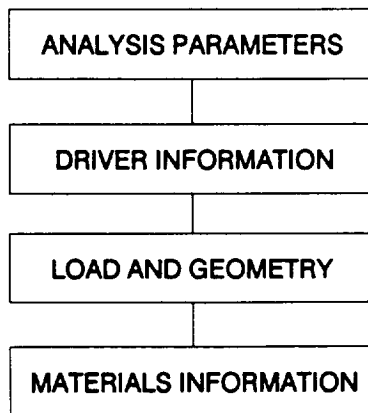 ANALYSIS PARAMETERS
DRIVER INFORMATION
LOAD AND GEOMETRY
MATERIALS INFORMATION